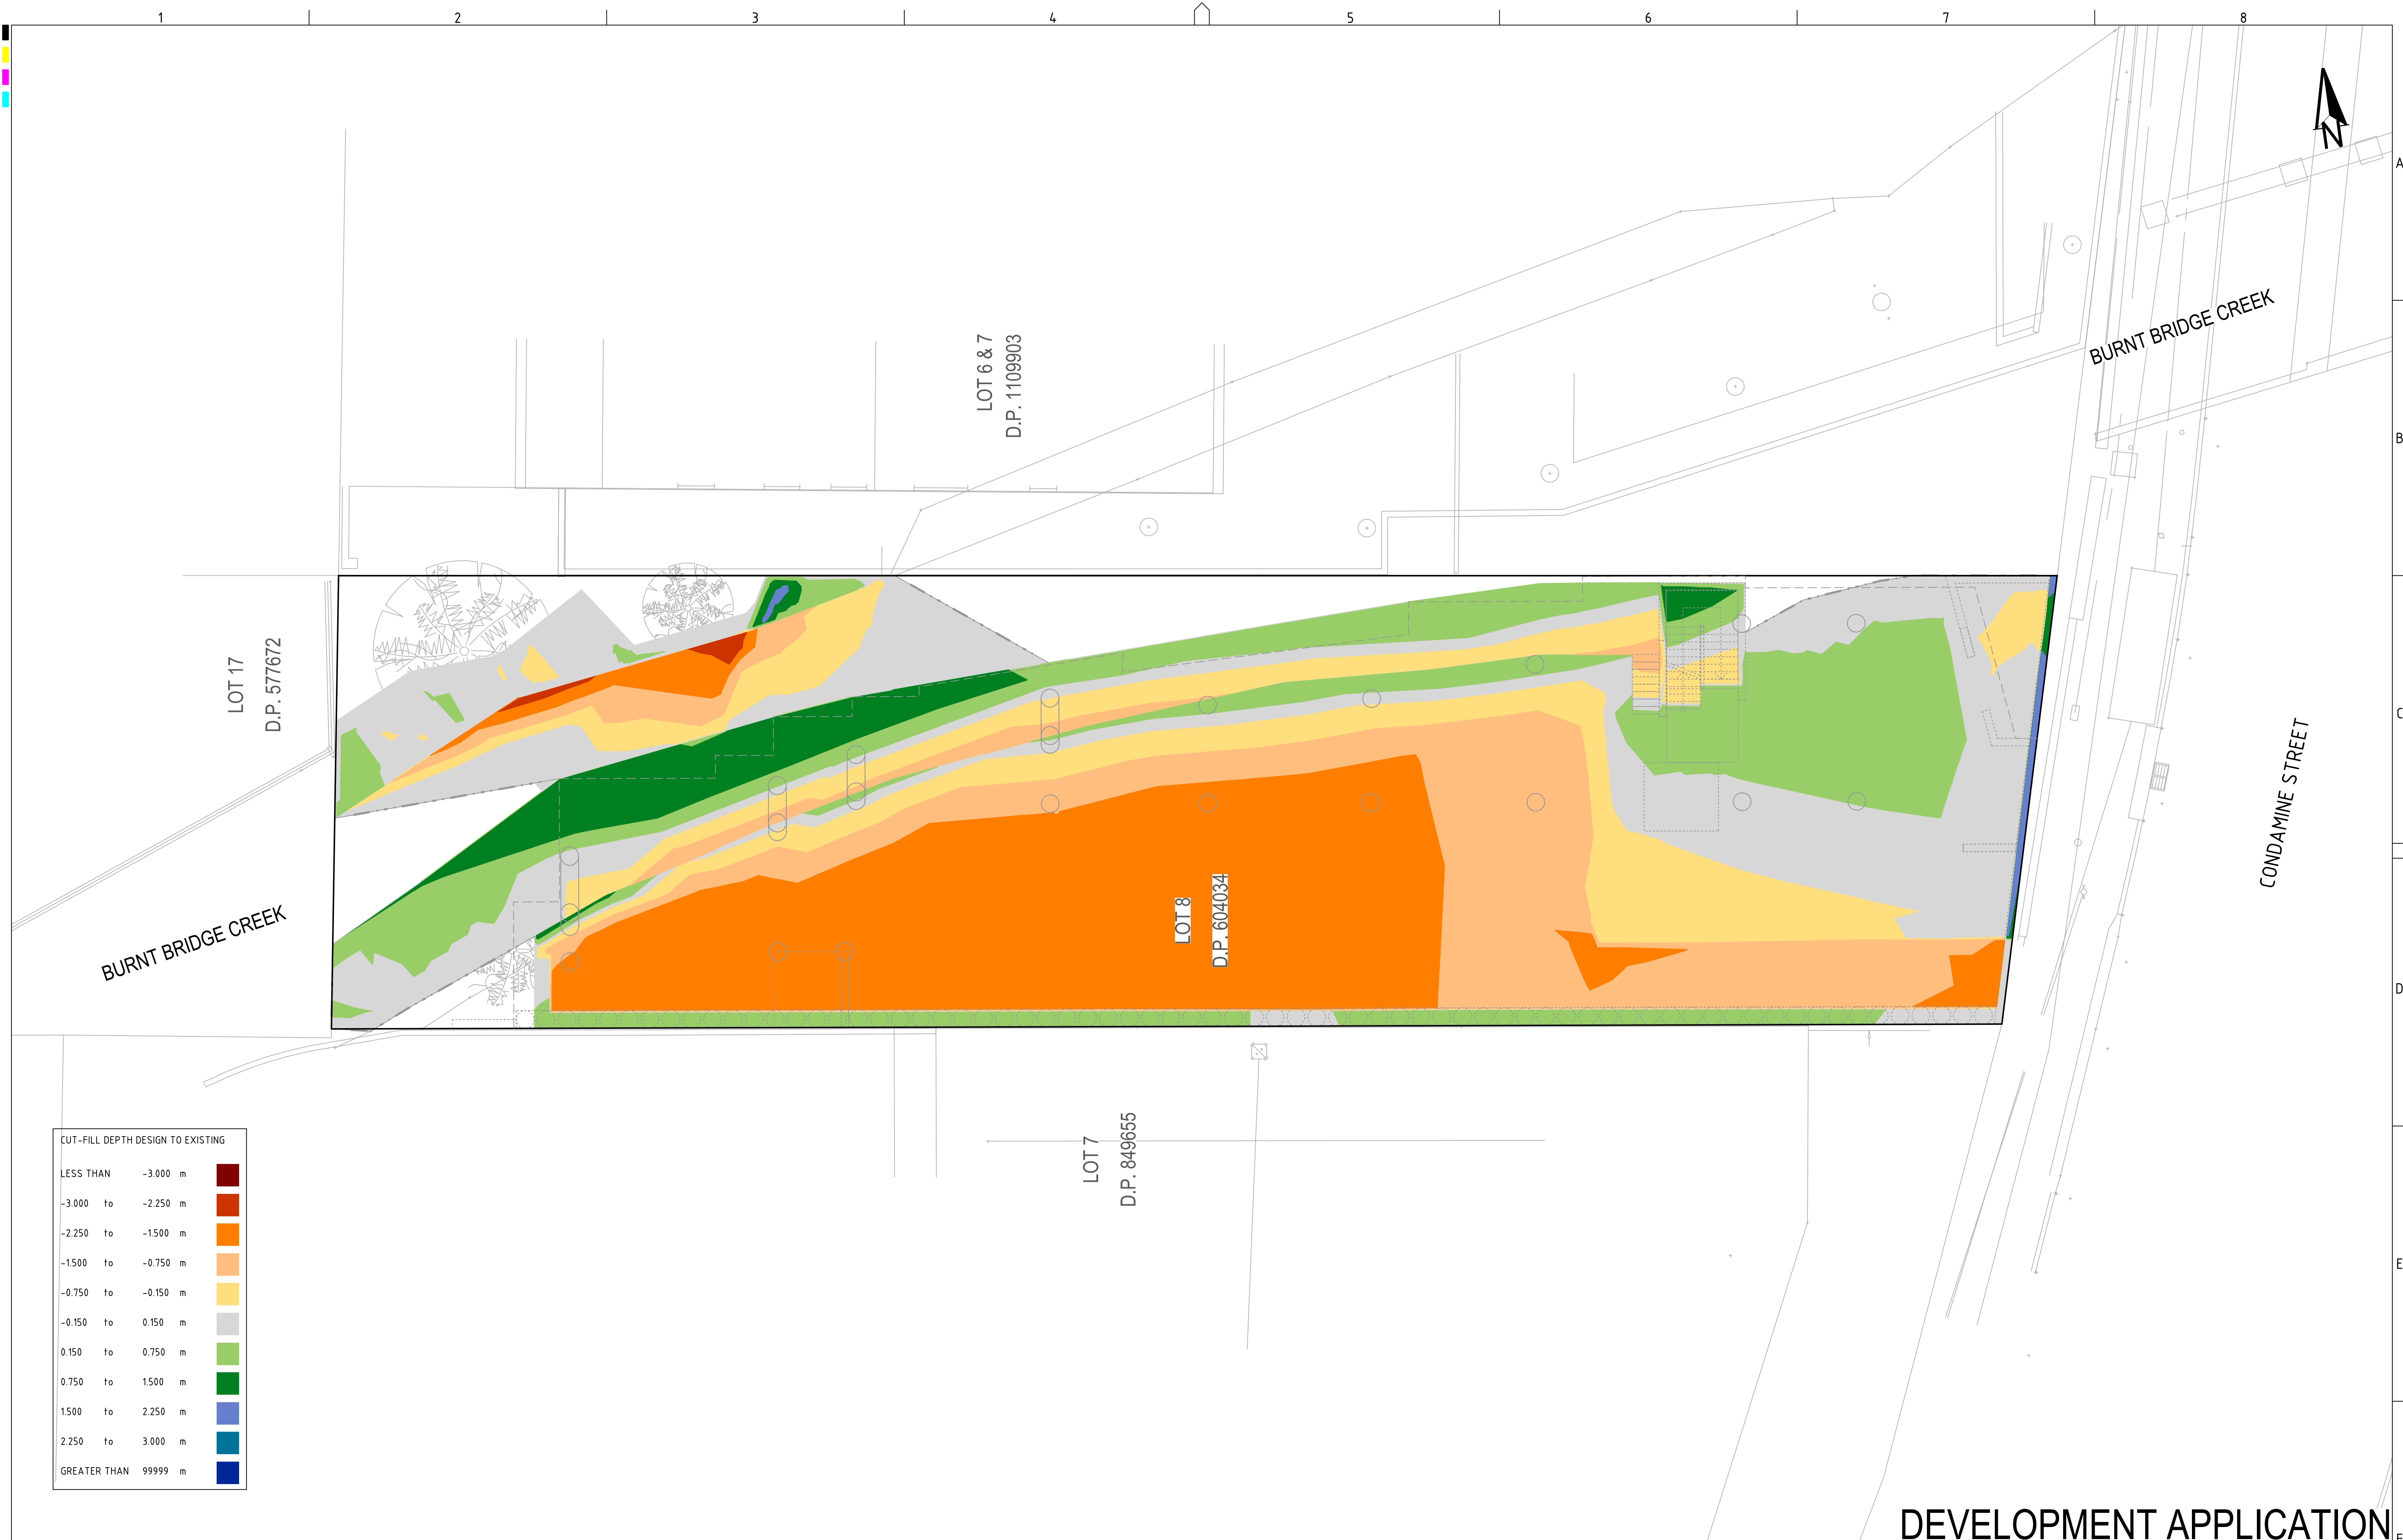 1 2 3 4 5 6 7 8
A
N
BURNT BRIDGE CREEK
LOT 6 & 7
D.P. 1109903
B
LOT 17
D.P. 577672
C
CONDAMINE STREET
LOT 8
D.P. 604034
BURNT BRIDGE CREEK
D
LOT 7
D.P. 849655
CUT-FILL DEPTH DESIGN TO EXISTING
LESS THAN -3.000 m
-3.000 to -2.250 m
-2.250 to -1.500 m
-1.500 to -0.750 m
-0.750 to -0.150 m
-0.150 to 0.150 m
0.150 to 0.750 m
0.750 to 1.500 m
1.500 to 2.250 m
2.250 to 3.000 m
GREATER THAN 99999 m
E
DEVELOPMENT APPLICATION